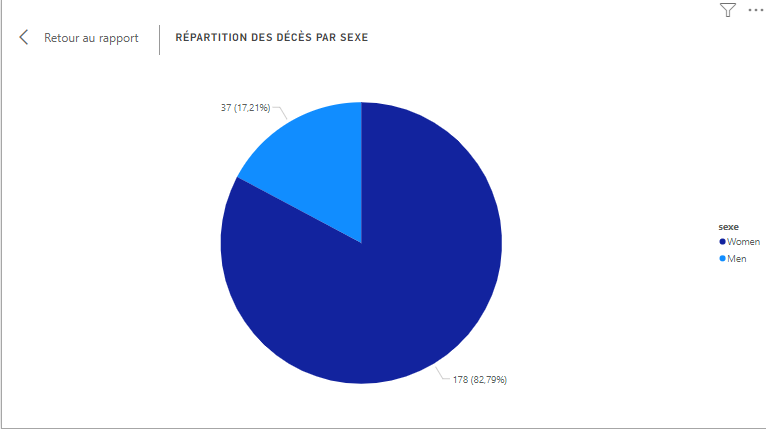 Retour au rapport
RÉPARTITION DES DÉCÈS PAR SEXE
37 (17,21%)
sexe
Women
Men
178 (82,79%)